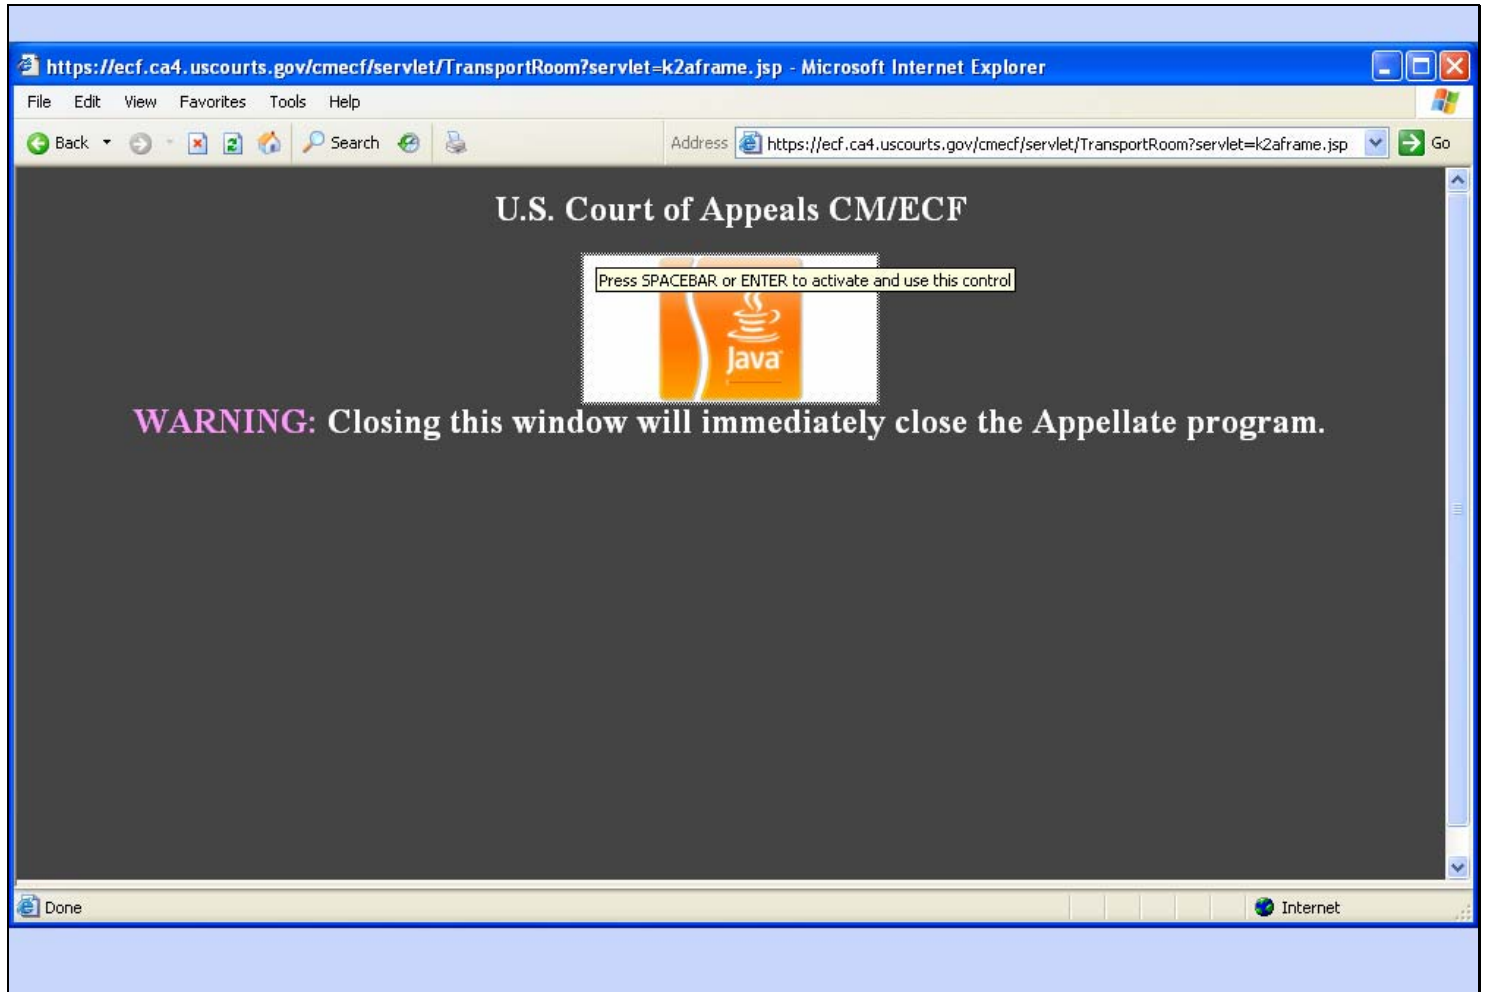 https://ecf.ca4.uscourts.gov/cmecf/servlet/TransportRoom?servlet=k2aframe.jsp - Microsoft Internet Explorer
File Edit View Favorites Tools Help
Back Search Address https://ecf.ca4.uscourts.gov/cmecf/servlet/TransportRoom?servlet=k2aframe.jsp Go
U.S. Court of Appeals CM/ECF
Press SPACEBAR or ENTER to activate and use this control
Java
WARNING: Closing this window will immediately close the Appellate program.
Done Internet